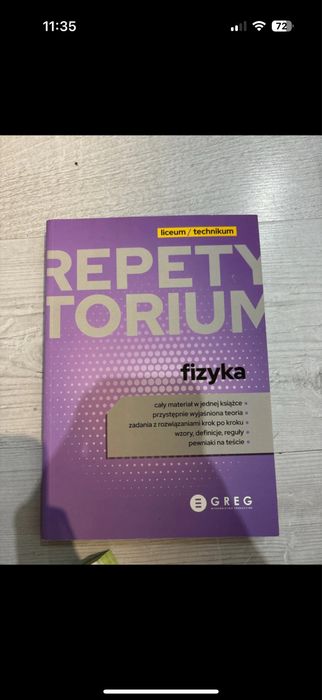 11:35
72
liceum / technikum
REPETY
TORIUM
fizyka
cały materiał w jednej książce
przystępnie wyjaśniona teoria
zadania z rozwiązaniami krok po kroku
wzory, definicje, reguły
pewniaki na teście
GREG